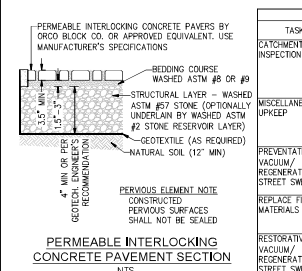 PERMEABLE INTERLOCKING CONCRETE PAVERS BY
ORCO BLOCK CO. OR APPROVED EQUIVALENT. USE
MANUFACTURER'S SPECIFICATIONS
BEDDING COURSE
WASHED ASTM #8 OR #9
STRUCTURAL LAYER - WASHED
ASTM #57 STONE (OPTIONALLY
UNDERLAIN BY WASHED ASTM
#2 STONE RESERVOIR LAYER)
GEOTEXTILE (AS REQUIRED)
NATURAL SOIL (12" MIN)
3.5" MIN
1.5"-3"
4" MIN OR PER
GEOTECH. ENGINEER'S
RECOMMENDATION
PERVIOUS ELEMENT NOTE
CONSTRUCTED
PERVIOUS SURFACES
SHALL NOT BE SEALED
PERMEABLE INTERLOCKING
CONCRETE PAVEMENT SECTION
NTS
TASK
CATCHMENT
INSPECTION
MISCELLANE
UPKEEP
PREVENTAT
VACUUM/
REGENERAT
STREET SW
REPLACE F
MATERIALS
RESTORATIV
VACUUM/
REGENERAT
STREET SW